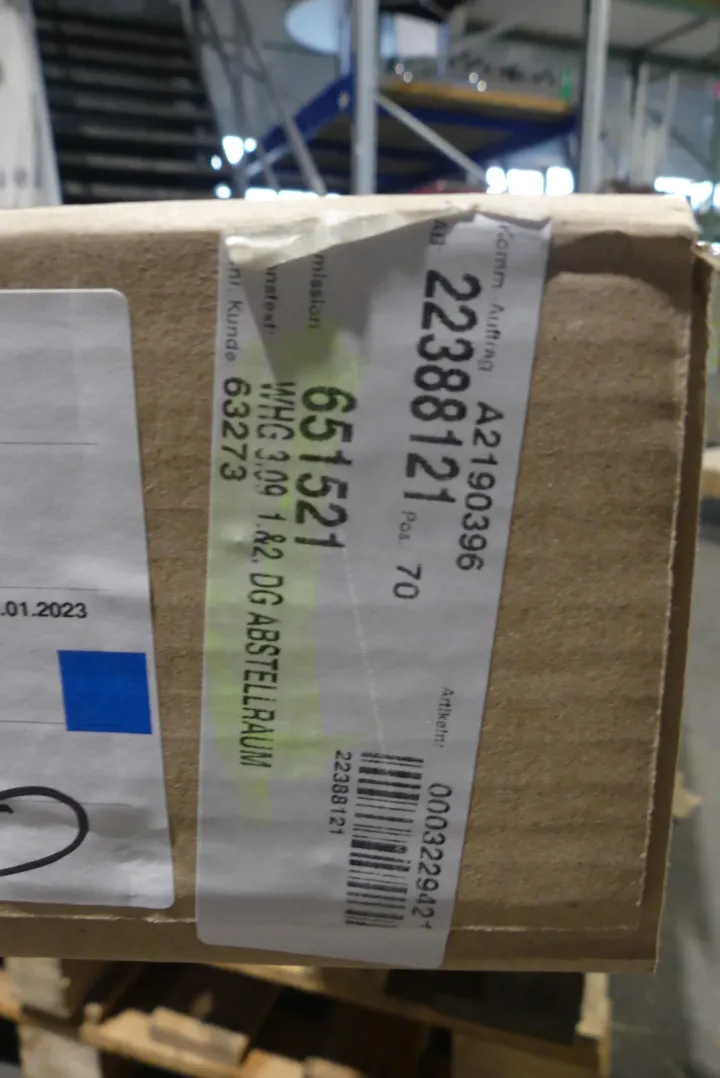 Komm.-Auftrag A2190396
AB 22388121 Pos. 70
Artikelnr. 0003229421
22388121
mission 651521
WHG 3.09 1.&2. DG ABSTELLRAUM
Kunde 63273
.01.2023